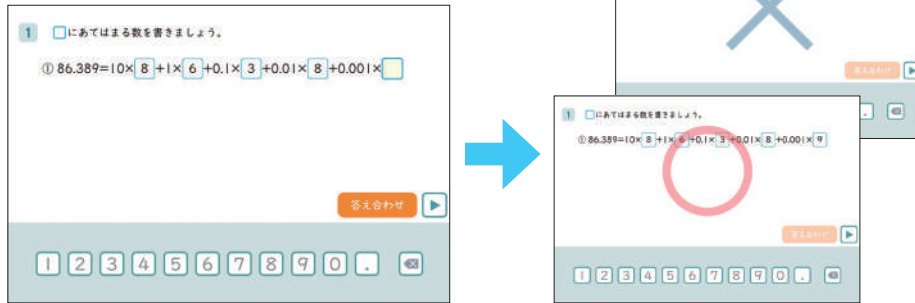 1 □にあてはまる数を書きましょう。
① 86.389=10×8+1×6+0.1×3+0.01×8+0.001×□
答え合わせ
1 2 3 4 5 6 7 8 9 0 .
答え合わせ
.
1 □にあてはまる数を書きましょう。
① 86.389=10×8+1×6+0.1×3+0.01×8+0.001×9
答え合わせ
1 2 3 4 5 6 7 8 9 0 .